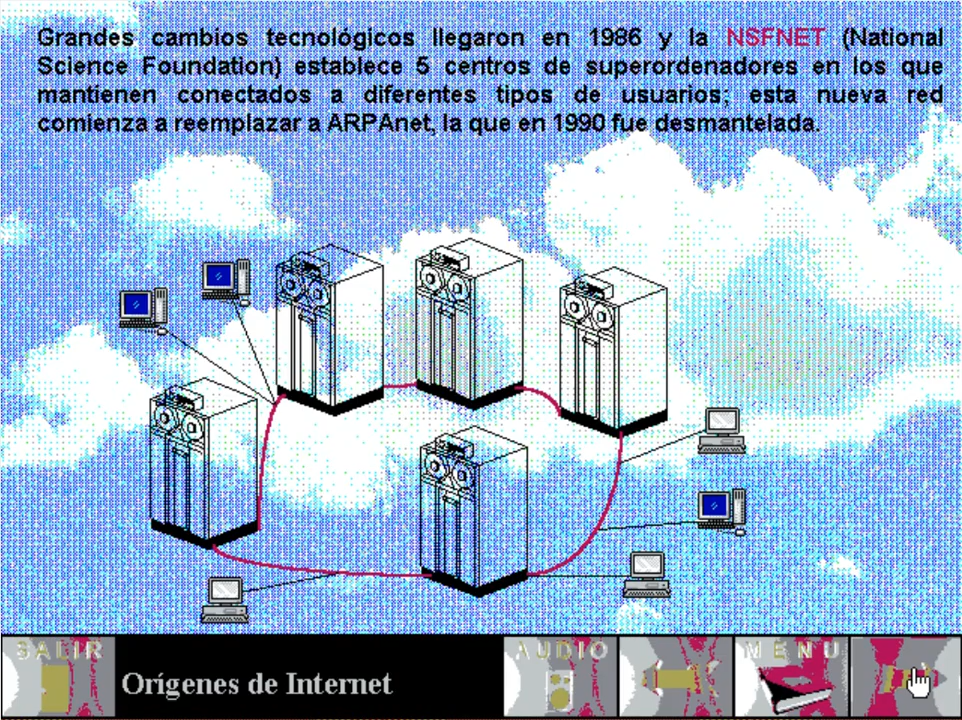 Grandes cambios tecnológicos llegaron en 1986 y la NSFNET (National
Science Foundation) establece 5 centros de superordenadores en los que
mantienen conectados a diferentes tipos de usuarios; esta nueva red
comienza a reemplazar a ARPAnet, la que en 1990 fue desmantelada.
SALIR
Orígenes de Internet
AUDIO
MENU